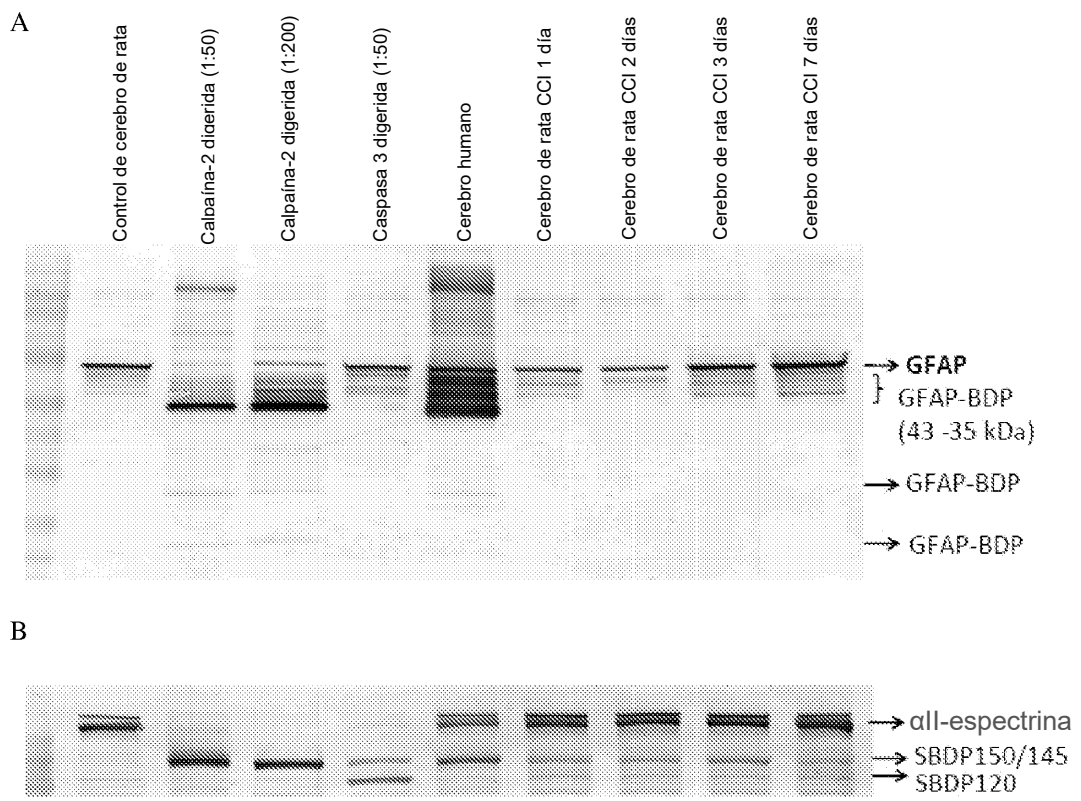 A
Control de cerebro de rata
Calbaína-2 digerida (1:50)
Calpaína-2 digerida (1:200)
Caspasa 3 digerida (1:50)
Cerebro humano
Cerebro de rata CCI 1 día
Cerebro de rata CCI 2 días
Cerebro de rata CCI 3 días
Cerebro de rata CCI 7 días
GFAP
GFAP-BDP
(43 -35 kDa)
GFAP-BDP
GFAP-BDP
B
αII-espectrina
SBDP150/145
SBDP120